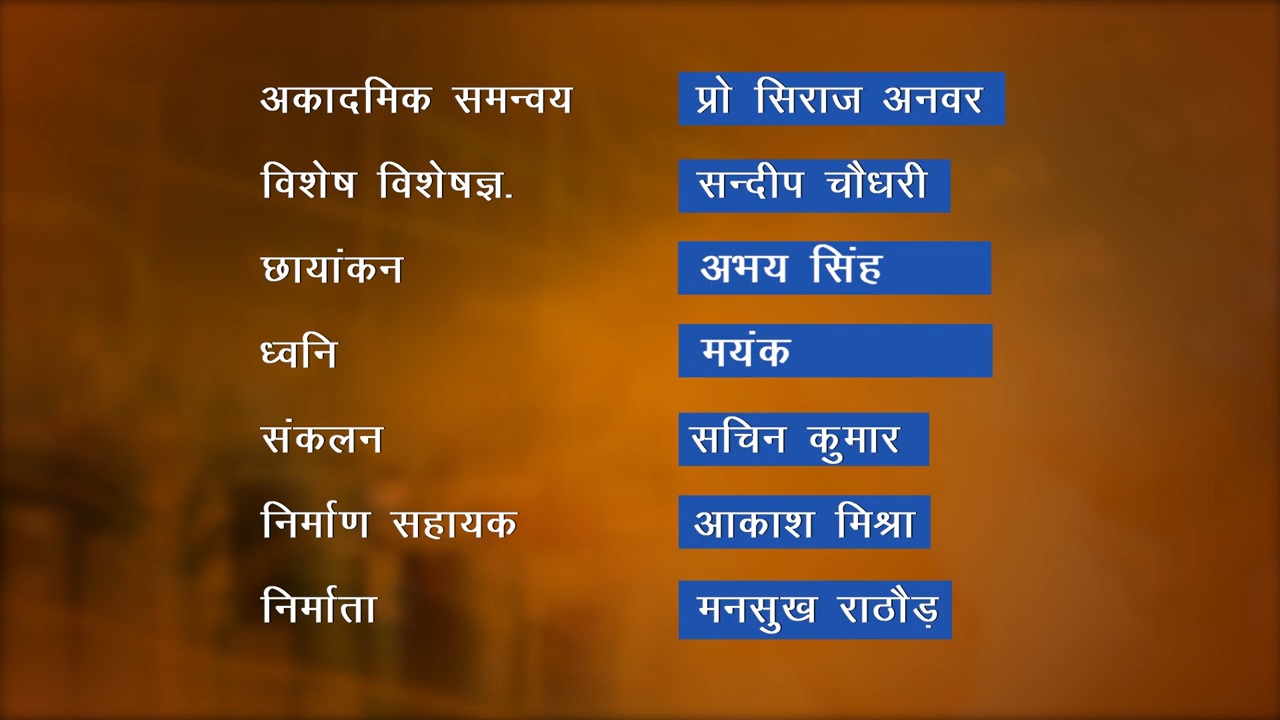 अकादमिक समन्वय प्रो सिराज अनवर
विशेष विशेषज्ञ. सन्दीप चौधरी
छायांकन अभय सिंह
ध्वनि मयंक
संकलन सचिन कुमार
निर्माण सहायक आकाश मिश्रा
निर्माता मनसुख राठौड़